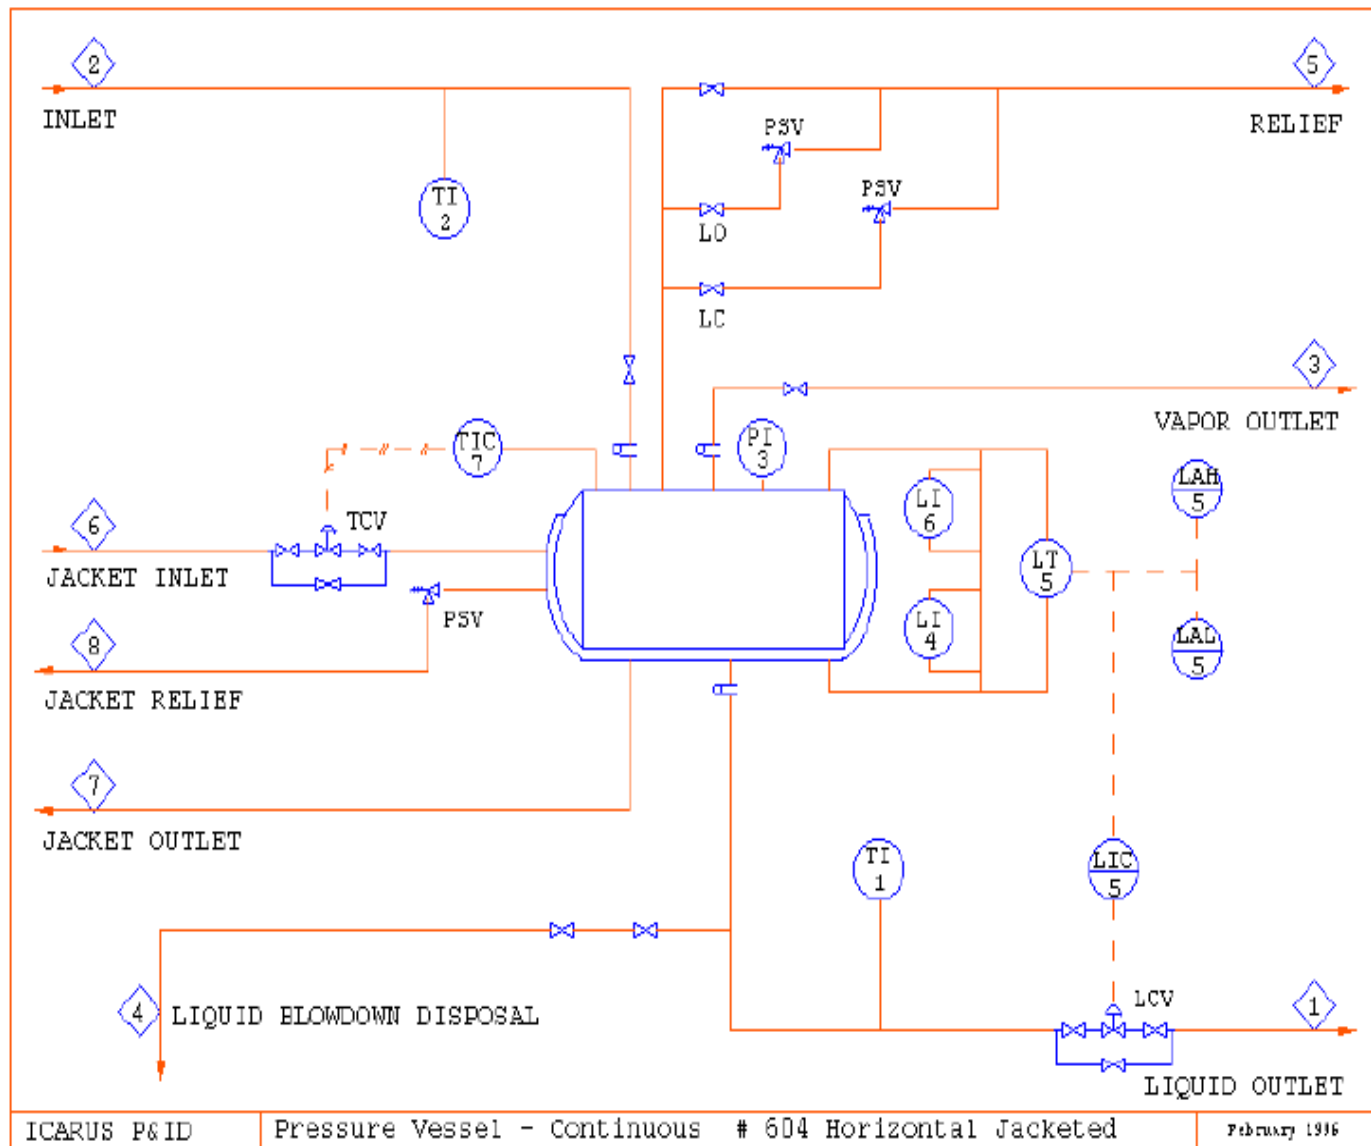 2
5
INLET
RELIEF
PSV
TI
2
PSV
LO
LC
3
VAPOR OUTLET
TIC
7
PI
3
LAH
5
LI
6
6
TCV
JACKET INLET
LT
5
PSV
LI
4
LAL
5
8
JACKET RELIEF
7
JACKET OUTLET
TI
1
LIC
5
4
LIQUID BLOWDOWN DISPOSAL
LCV
1
LIQUID OUTLET
ICARUS P&ID
Pressure Vessel - Continuous # 604 Horizontal Jacketed
February 1996